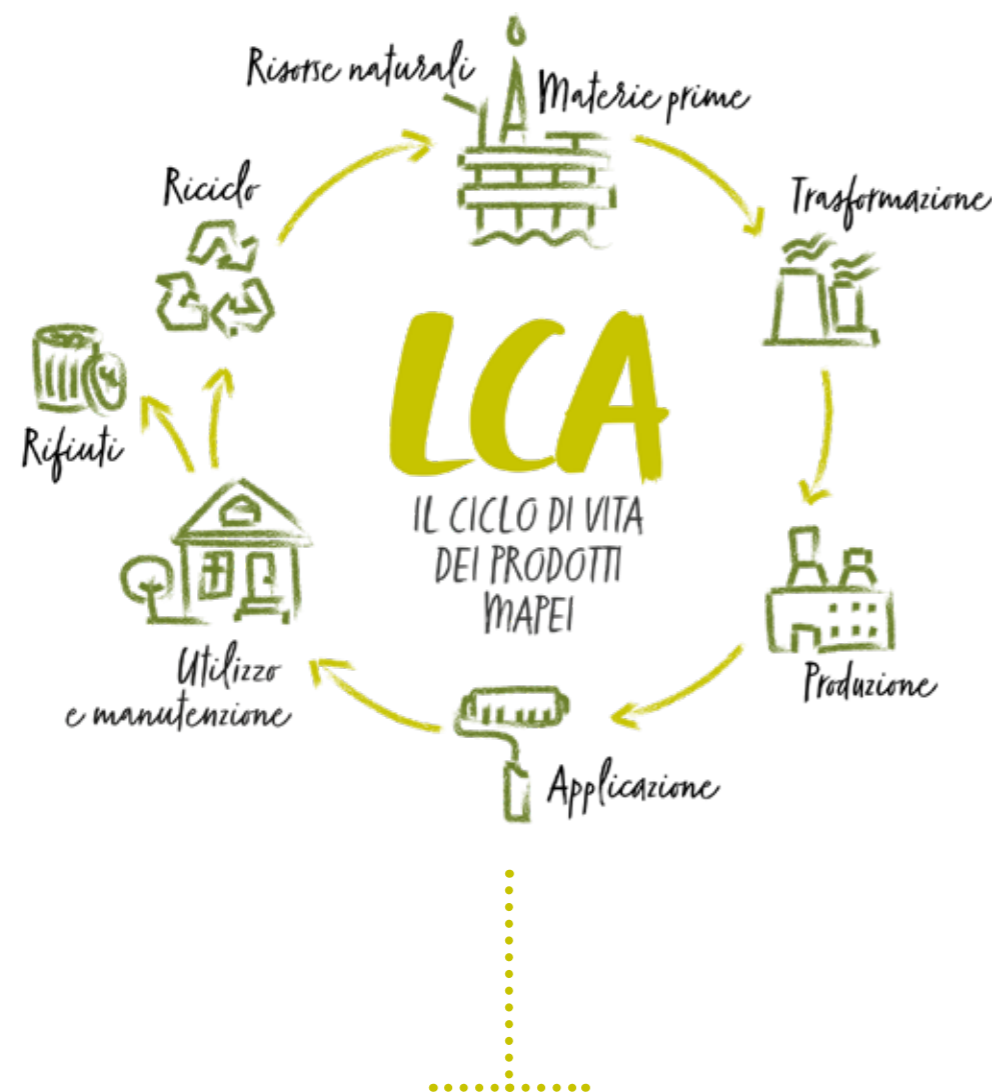 Risorse naturali
Materie prime
Riciclo
Trasformazione
LCA
Rifiuti
IL CICLO DI VITA
DEI PRODOTTI
MAPEI
Utilizzo
e manutenzione
Produzione
Applicazione